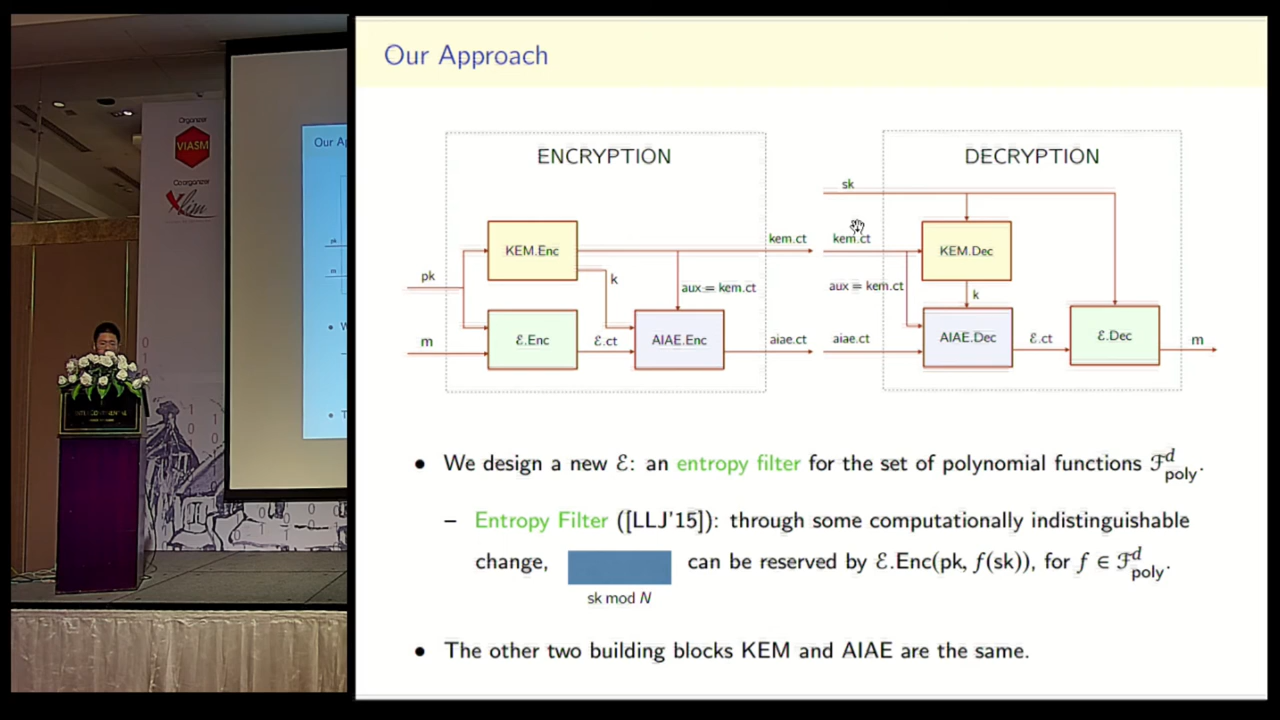 Our Approach
ENCRYPTION
DECRYPTION
sk
KEM.Enc
kem.ct
kem.ct
KEM.Dec
pk
k
aux = kem.ct
aux = kem.ct
k
m
ℰ.Enc
ℰ.ct
AIAE.Enc
aiae.ct
aiae.ct
AIAE.Dec
ℰ.ct
ℰ.Dec
m
• We design a new ℰ: an entropy filter for the set of polynomial functions ℱ^d_poly.
– Entropy Filter ([LLJ'15]): through some computationally indistinguishable
change, can be reserved by ℰ.Enc(pk, f(sk)), for f ∈ ℱ^d_poly.
sk mod N
• The other two building blocks KEM and AIAE are the same.
Organizer
VIASM
Co-organizer
Xlim
Our Ap
pk
m
• W
• T